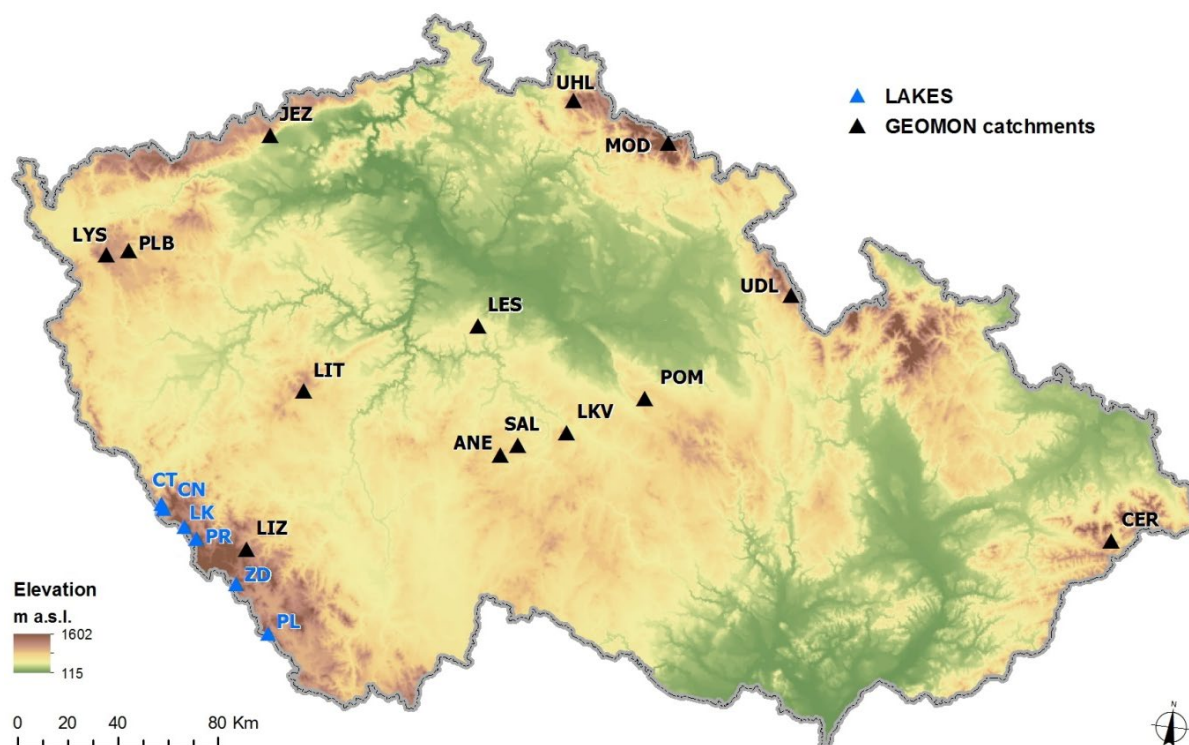 UHL
LAKES
JEZ
GEOMON catchments
MOD
LYS
PLB
UDL
LES
LIT
POM
LKV
SAL
ANE
CT
CN
LK
CER
PR
LIZ
ZD
Elevation
m a.s.l.
PL
1602
115
N
0 20 40 80 Km